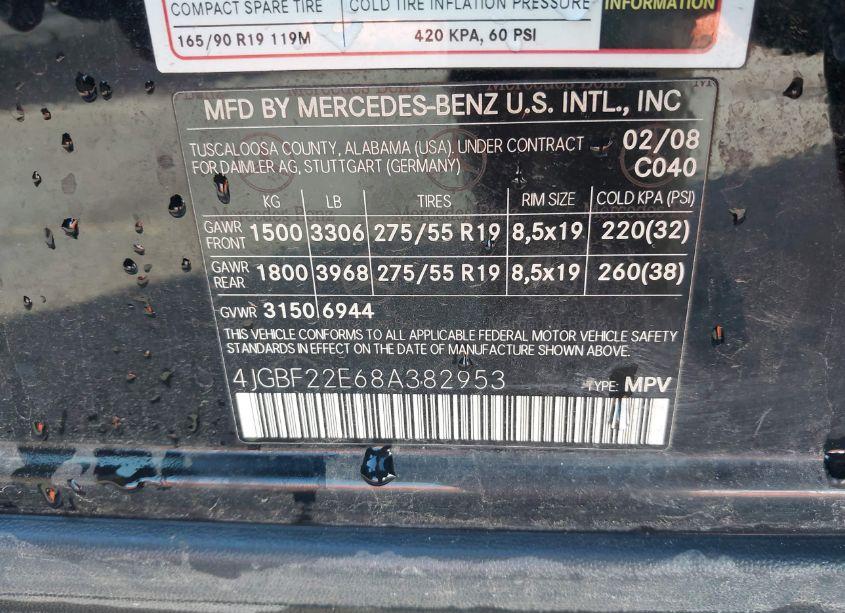 COMPACT SPARE TIRE COLD TIRE INFLATION PRESSURE INFORMATION
165/90 R19 119M 420 KPA, 60 PSI
MFD BY MERCEDES-BENZ U.S. INTL., INC
TUSCALOOSA COUNTY, ALABAMA (USA). UNDER CONTRACT 02/08
FOR DAIMLER AG, STUTTGART (GERMANY) C040
KG LB TIRES RIM SIZE COLD KPA (PSI)
GAWR FRONT 1500 3306 275/55 R19 8,5x19 220(32)
GAWR REAR 1800 3968 275/55 R19 8,5x19 260(38)
GVWR 3150 6944
THIS VEHICLE CONFORMS TO ALL APPLICABLE FEDERAL MOTOR VEHICLE SAFETY
STANDARDS IN EFFECT ON THE DATE OF MANUFACTURE SHOWN ABOVE.
4JGBF22E68A382953 TYPE: MPV